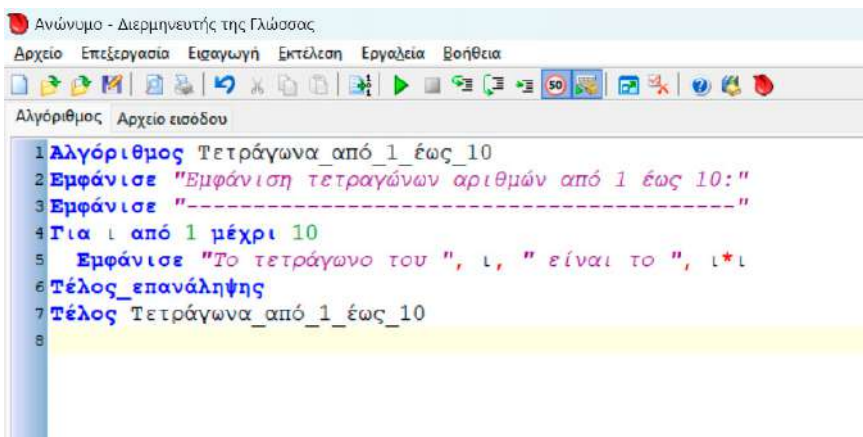 Ανώνυμο - Διερμηνευτής της Γλώσσας
Αρχείο Επεξεργασία Εισαγωγή Εκτέλεση Εργαλεία Βοήθεια
50
Αλγόριθμος Αρχείο εισόδου
1 Αλγόριθμος Τετράγωνα_από_1_έως_10
2 Εμφάνισε "Εμφάνιση τετραγώνων αριθμών από 1 έως 10:"
3 Εμφάνισε "------------------------------------------"
4 Για ι από 1 μέχρι 10
5 Εμφάνισε "Το τετράγωνο του ", ι, " είναι το ", ι*ι
6 Τέλος_επανάληψης
7 Τέλος Τετράγωνα_από_1_έως_10
8